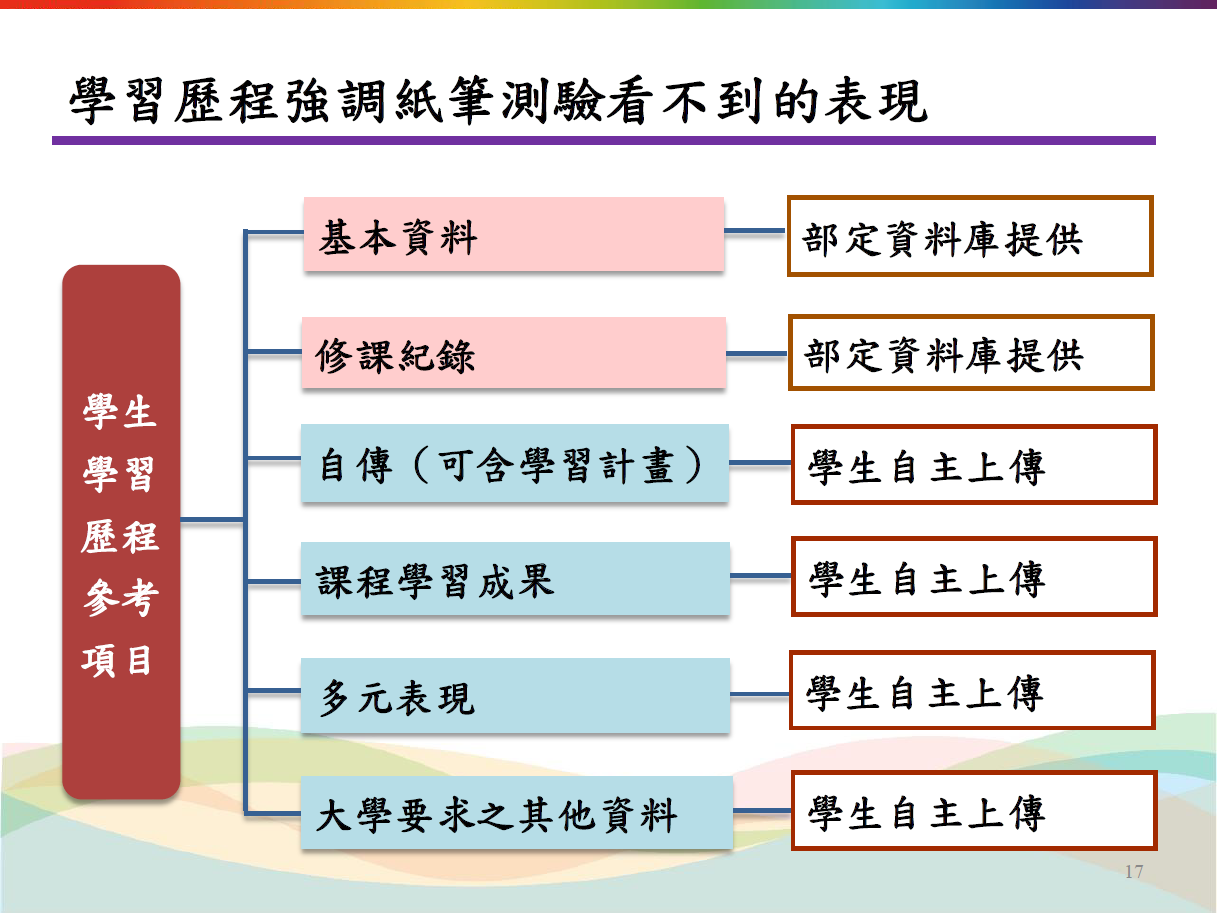 學習歷程強調紙筆測驗看不到的表現
學生
學習
歷程
參考
項目
基本資料
部定資料庫提供
修課紀錄
部定資料庫提供
自傳（可含學習計畫）
學生自主上傳
課程學習成果
學生自主上傳
多元表現
學生自主上傳
大學要求之其他資料
學生自主上傳
17